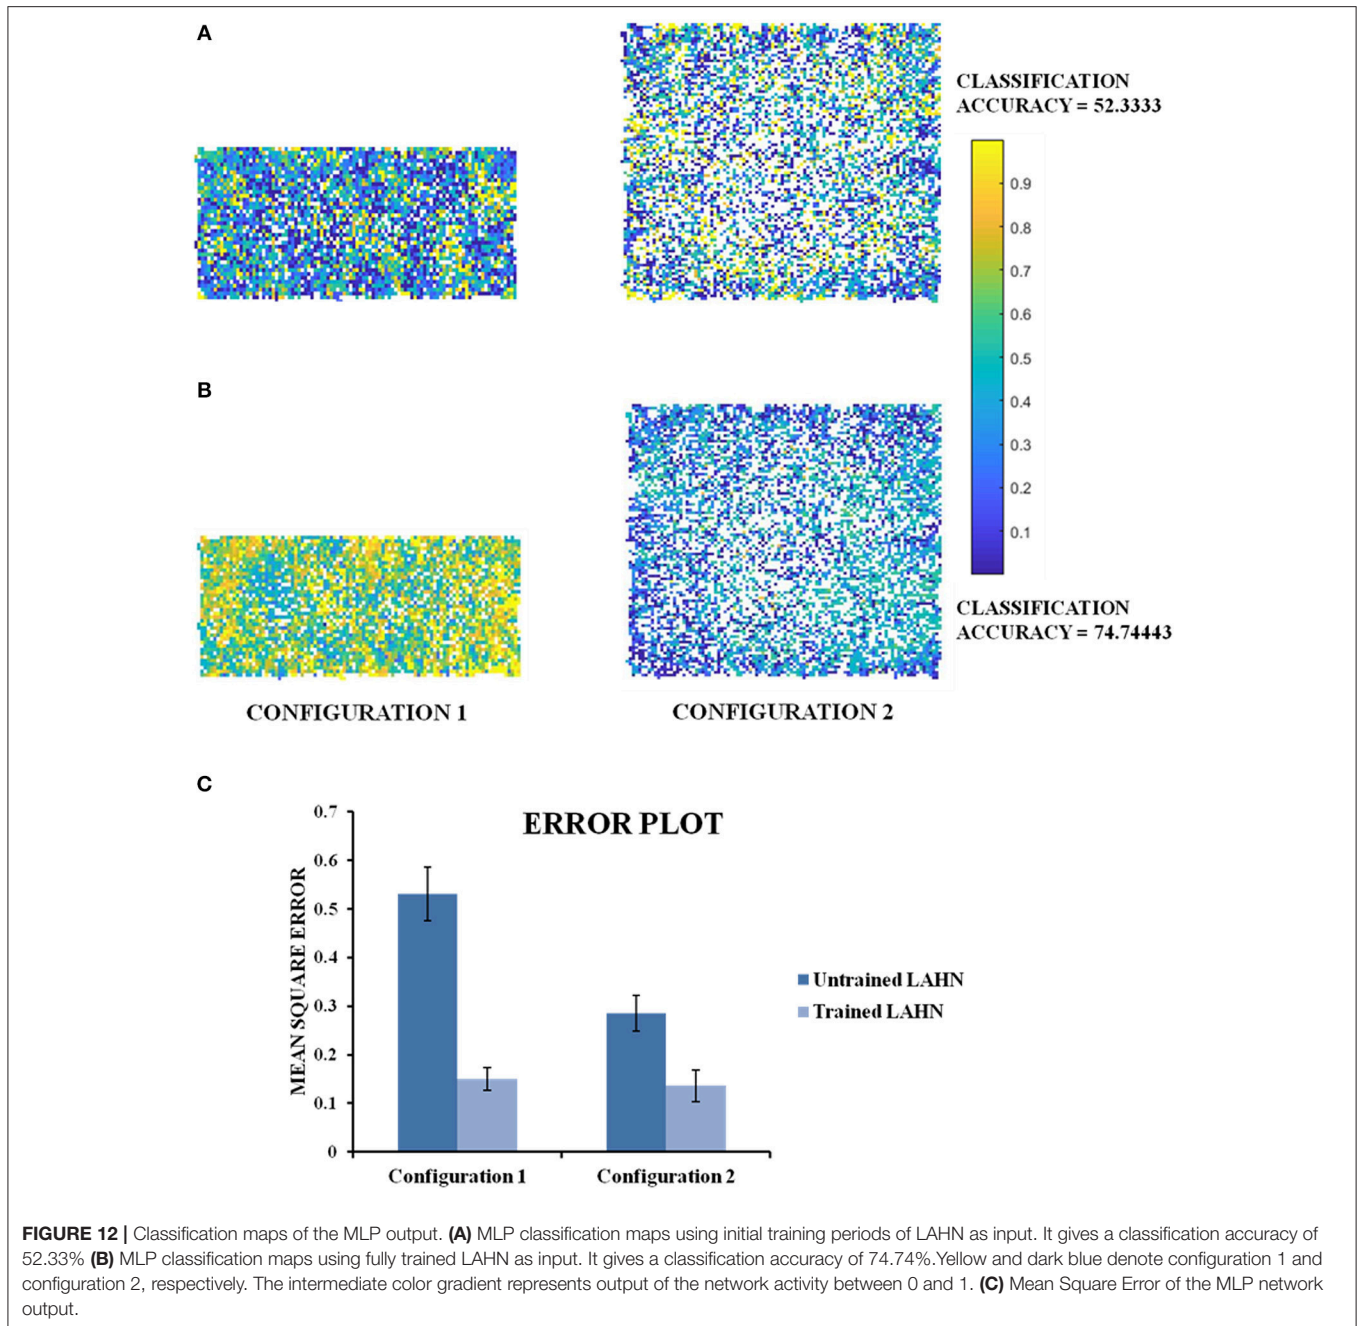 A
CLASSIFICATION
ACCURACY = 52.3333
0.9
0.8
0.7
0.6
0.5
0.4
0.3
0.2
0.1
B
CLASSIFICATION
ACCURACY = 74.74443
CONFIGURATION 1
CONFIGURATION 2
C
ERROR PLOT
MEAN SQUARE ERROR
0.7
0.6
0.5
0.4
0.3
0.2
0.1
0
Untrained LAHN
Trained LAHN
Configuration 1
Configuration 2
FIGURE 12 | Classification maps of the MLP output. (A) MLP classification maps using initial training periods of LAHN as input. It gives a classification accuracy of
52.33% (B) MLP classification maps using fully trained LAHN as input. It gives a classification accuracy of 74.74%.Yellow and dark blue denote configuration 1 and
configuration 2, respectively. The intermediate color gradient represents output of the network activity between 0 and 1. (C) Mean Square Error of the MLP network
output.